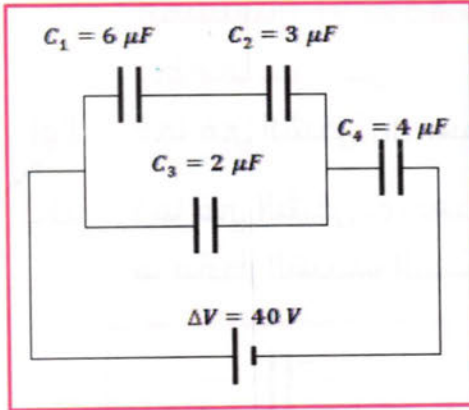 C₁ = 6 μF
C₂ = 3 μF
C₄ = 4 μF
C₃ = 2 μF
ΔV = 40 V